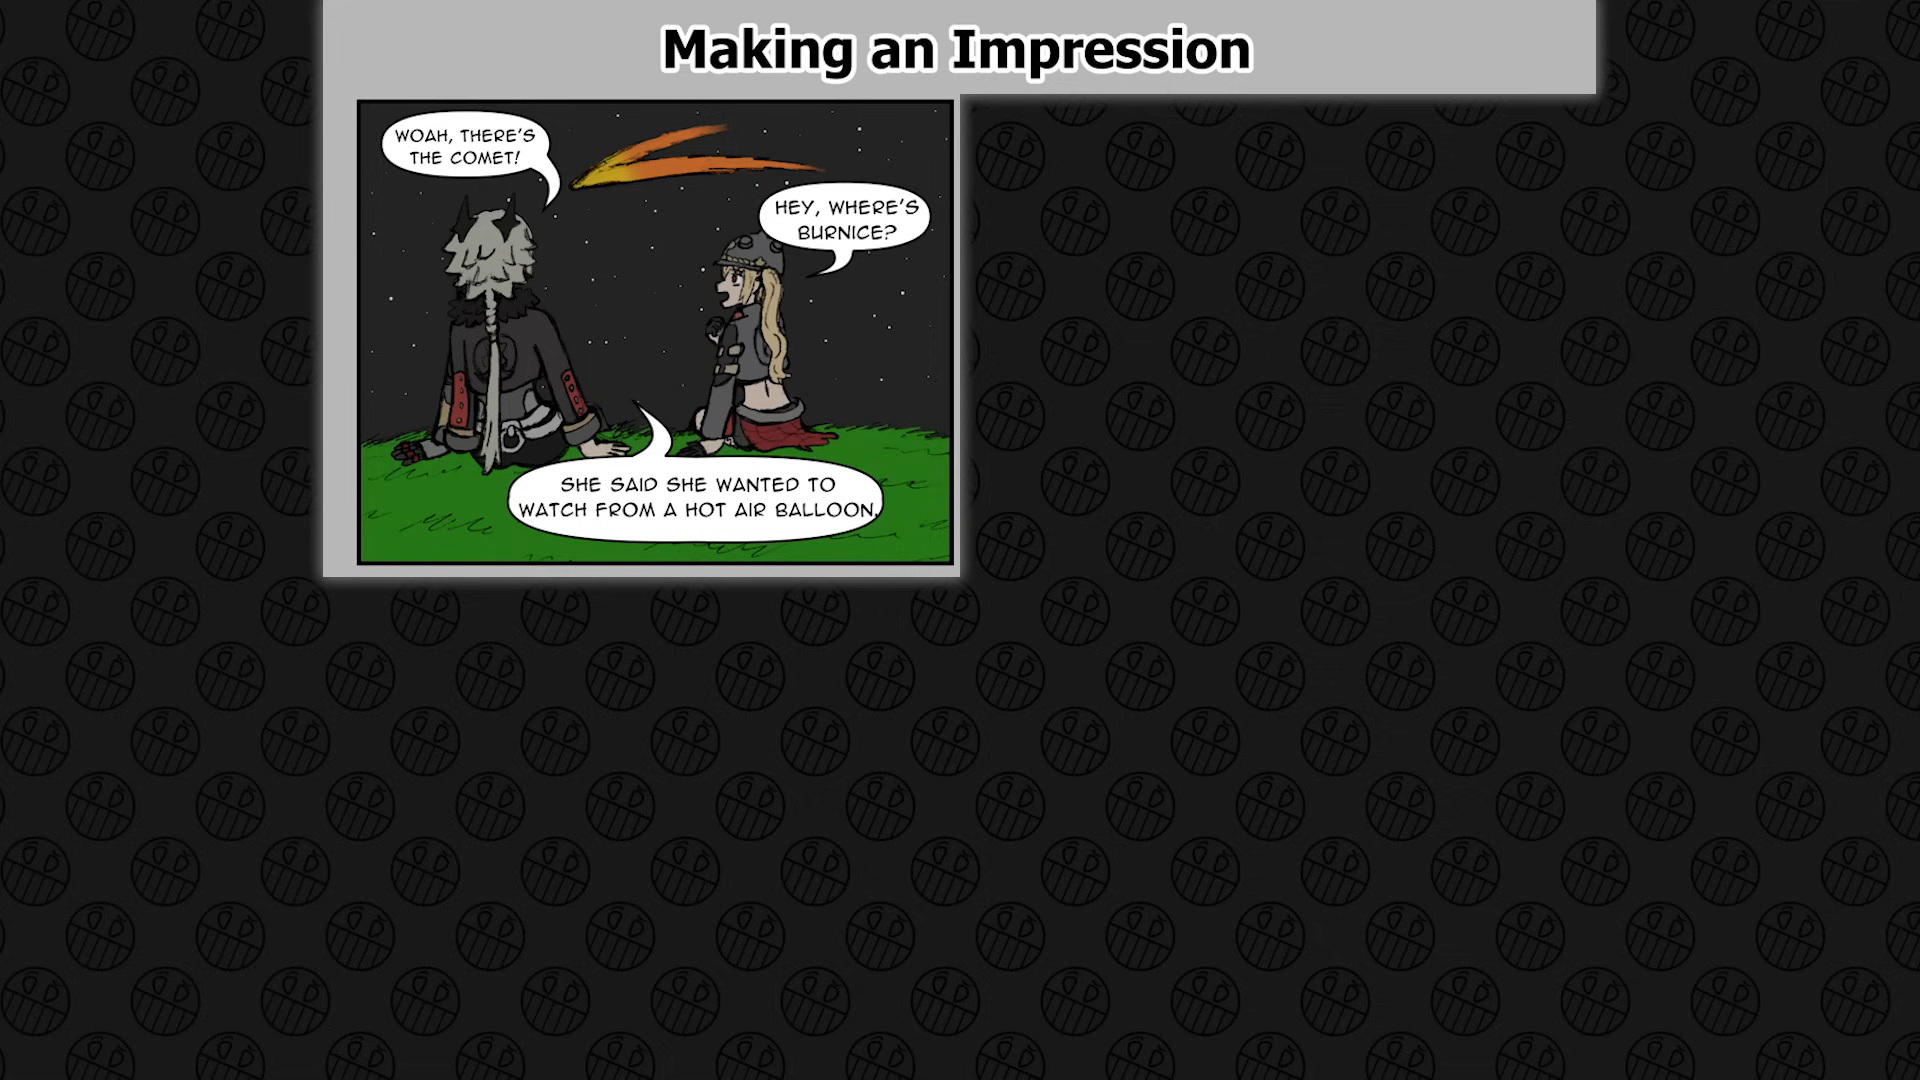 Making an Impression
WOAH, THERE'S
THE COMET!
HEY, WHERE'S
BURNICE?
SHE SAID SHE WANTED TO
WATCH FROM A HOT AIR BALLOON.